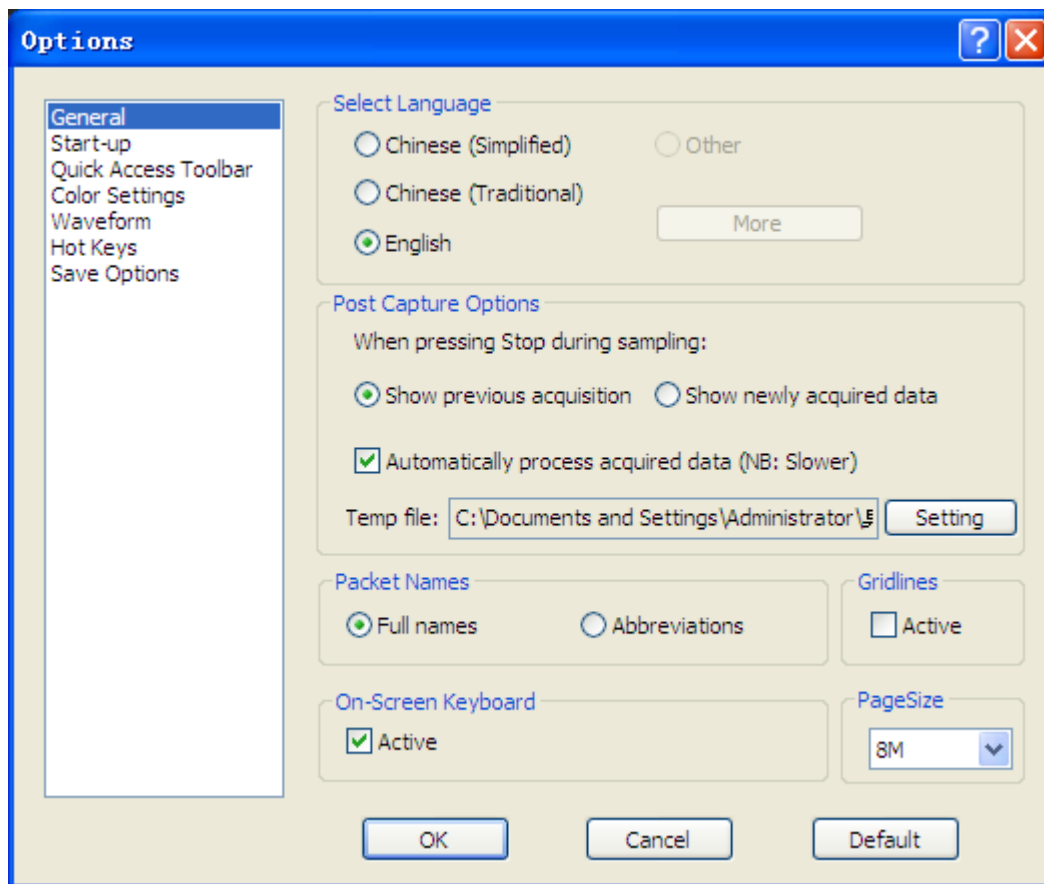 Options
General
Start-up
Quick Access Toolbar
Color Settings
Waveform
Hot Keys
Save Options
Select Language
Chinese (Simplified)
Other
Chinese (Traditional)
More
English
Post Capture Options
When pressing Stop during sampling:
Show previous acquisition
Show newly acquired data
Automatically process acquired data (NB: Slower)
Temp file: C:\Documents and Settings\Administrator\
Setting
Packet Names
Full names
Abbreviations
Gridlines
Active
On-Screen Keyboard
Active
PageSize
8M
OK
Cancel
Default